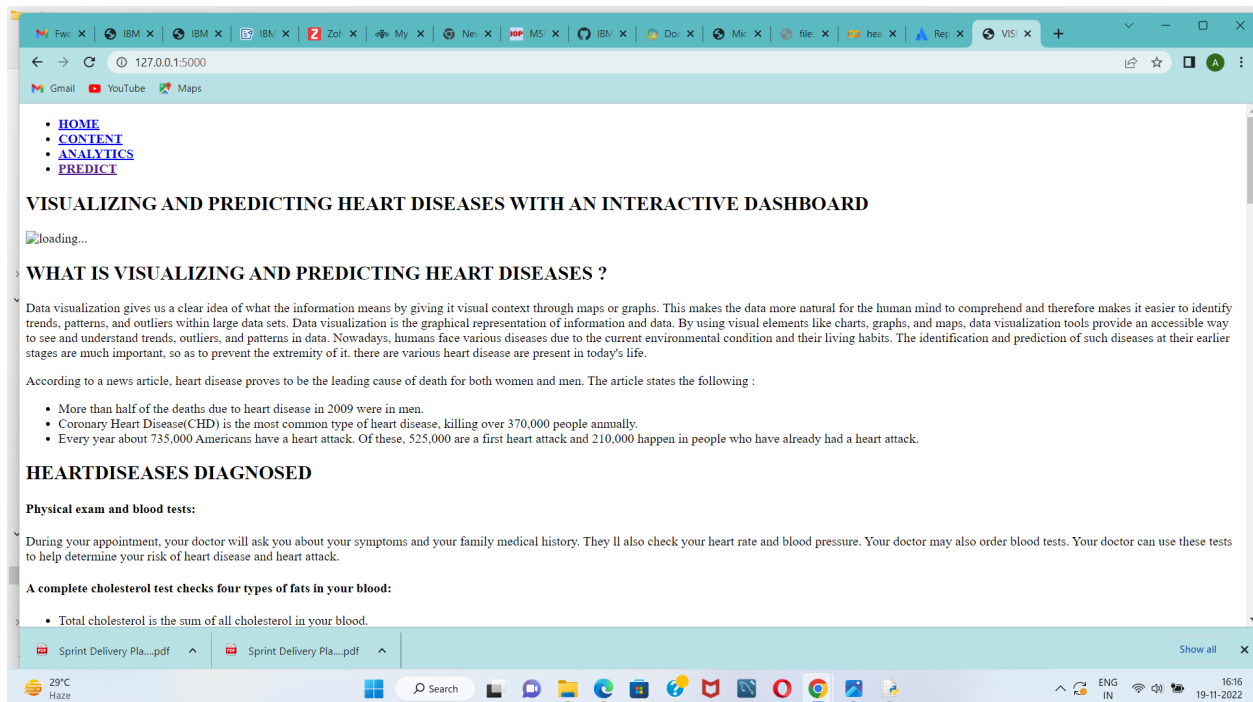 Fwd
IBM
IBM
IBM
Zoh
My
Ne
MS
IBM
Doc
Mic
file:
hea
Rep
VIS
127.0.0.1:5000
A
Gmail
YouTube
Maps
HOME
CONTENT
ANALYTICS
PREDICT
VISUALIZING AND PREDICTING HEART DISEASES WITH AN INTERACTIVE DASHBOARD
loading...
WHAT IS VISUALIZING AND PREDICTING HEART DISEASES ?
Data visualization gives us a clear idea of what the information means by giving it visual context through maps or graphs. This makes the data more natural for the human mind to comprehend and therefore makes it easier to identify
trends, patterns, and outliers within large data sets. Data visualization is the graphical representation of information and data. By using visual elements like charts, graphs, and maps, data visualization tools provide an accessible way
to see and understand trends, outliers, and patterns in data. Nowadays, humans face various diseases due to the current environmental condition and their living habits. The identification and prediction of such diseases at their earlier
stages are much important, so as to prevent the extremity of it. there are various heart disease are present in today's life.
According to a news article, heart disease proves to be the leading cause of death for both women and men. The article states the following :
More than half of the deaths due to heart disease in 2009 were in men.
Coronary Heart Disease(CHD) is the most common type of heart disease, killing over 370,000 people annually.
Every year about 735,000 Americans have a heart attack. Of these, 525,000 are a first heart attack and 210,000 happen in people who have already had a heart attack.
HEARTDISEASES DIAGNOSED
Physical exam and blood tests:
During your appointment, your doctor will ask you about your symptoms and your family medical history. They ll also check your heart rate and blood pressure. Your doctor may also order blood tests. Your doctor can use these tests
to help determine your risk of heart disease and heart attack.
A complete cholesterol test checks four types of fats in your blood:
Total cholesterol is the sum of all cholesterol in your blood.
Sprint Delivery Pla....pdf
Sprint Delivery Pla....pdf
Show all
29°C
Haze
Search
ENG
IN
16:16
19-11-2022